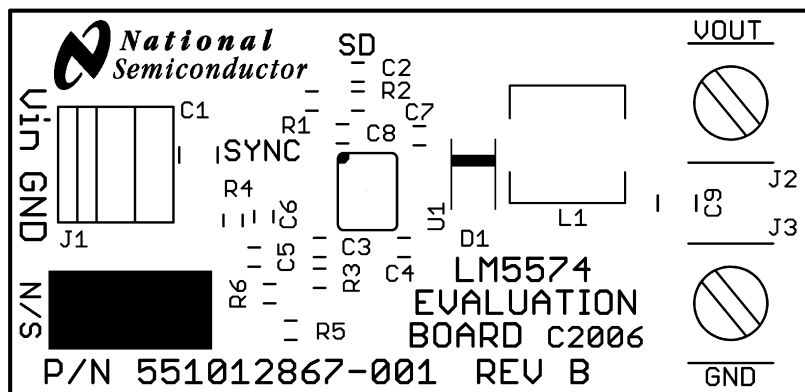 National
Semiconductor
SD
VOUT
C2
R2
Vin
C1
R1
C7
C8
SYNC
J2
R4
C6
U1
L1
C9
J3
GND
J1
C5
C3
R3
C4
D1
LM5574
EVALUATION
BOARD C2006
N/S
R6
R5
P/N 551012867-001 REV B
GND